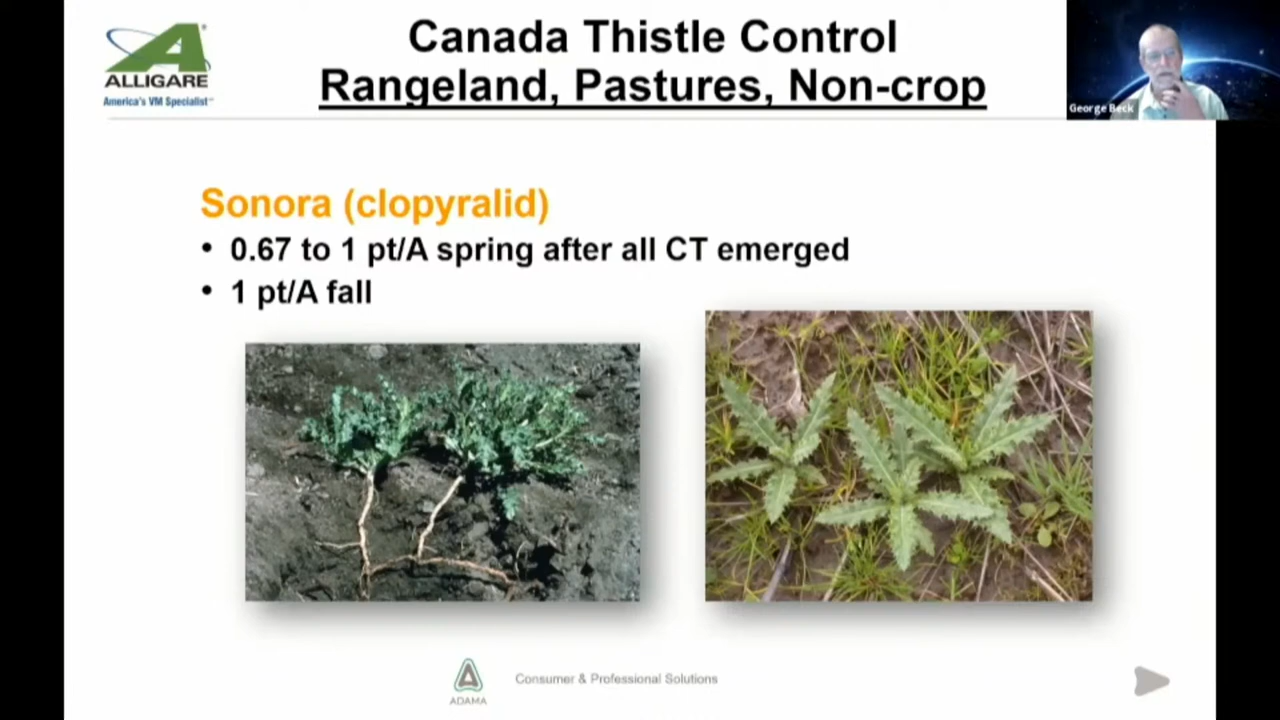 ALLIGARE
America's VM Specialist℠
Canada Thistle Control
Rangeland, Pastures, Non-crop
George Beck
Sonora (clopyralid)
• 0.67 to 1 pt/A spring after all CT emerged
• 1 pt/A fall
ADAMA
Consumer & Professional Solutions